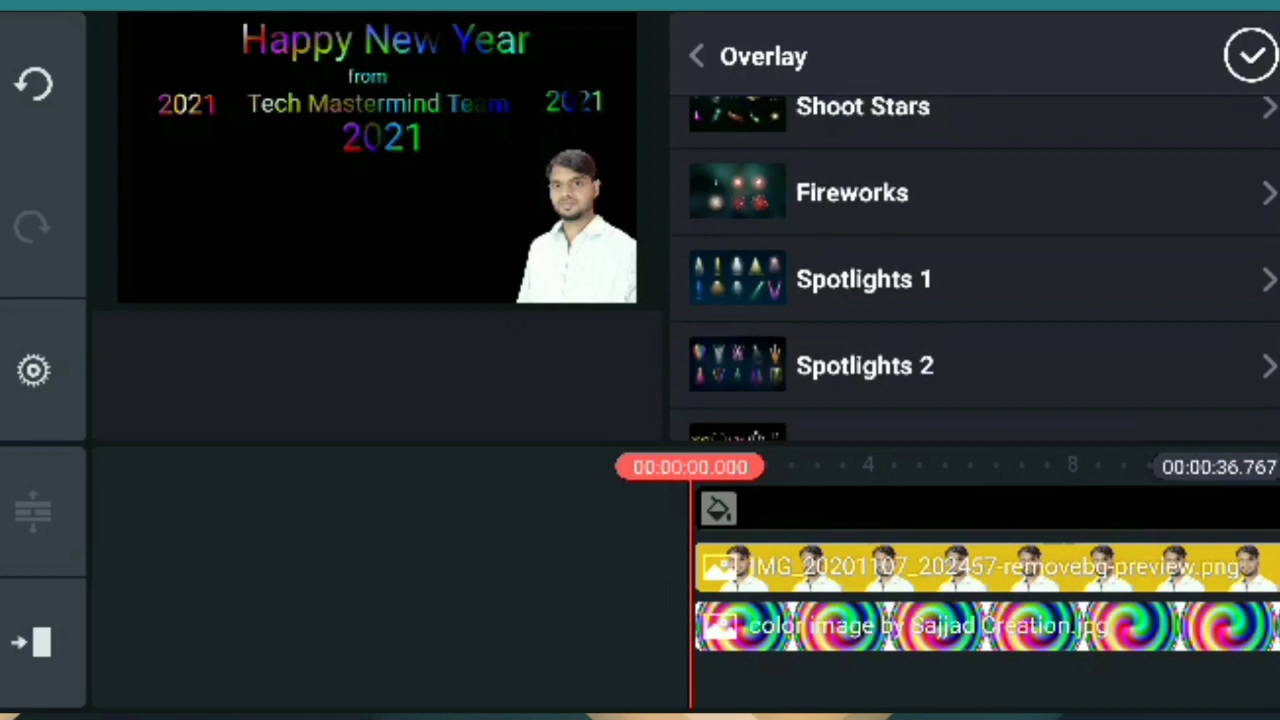 Happy New Year
from
2021 Tech Mastermind Team 2021
2021
Overlay
Shoot Stars
Fireworks
Spotlights 1
Spotlights 2
00:00:00.000
4
8
00:00:36.767
IMG_20201107_202457-removebg-preview.png
color image by Sajjad Creation.jpg